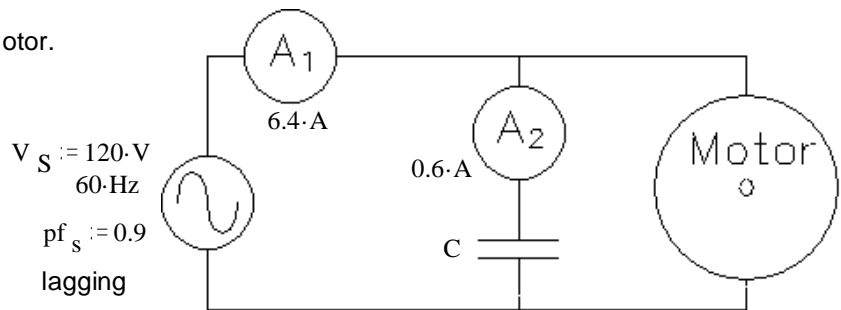 otor.
A1
6.4·A
A2
0.6·A
Motor
V S := 120·V
60·Hz
pf s := 0.9
lagging
C